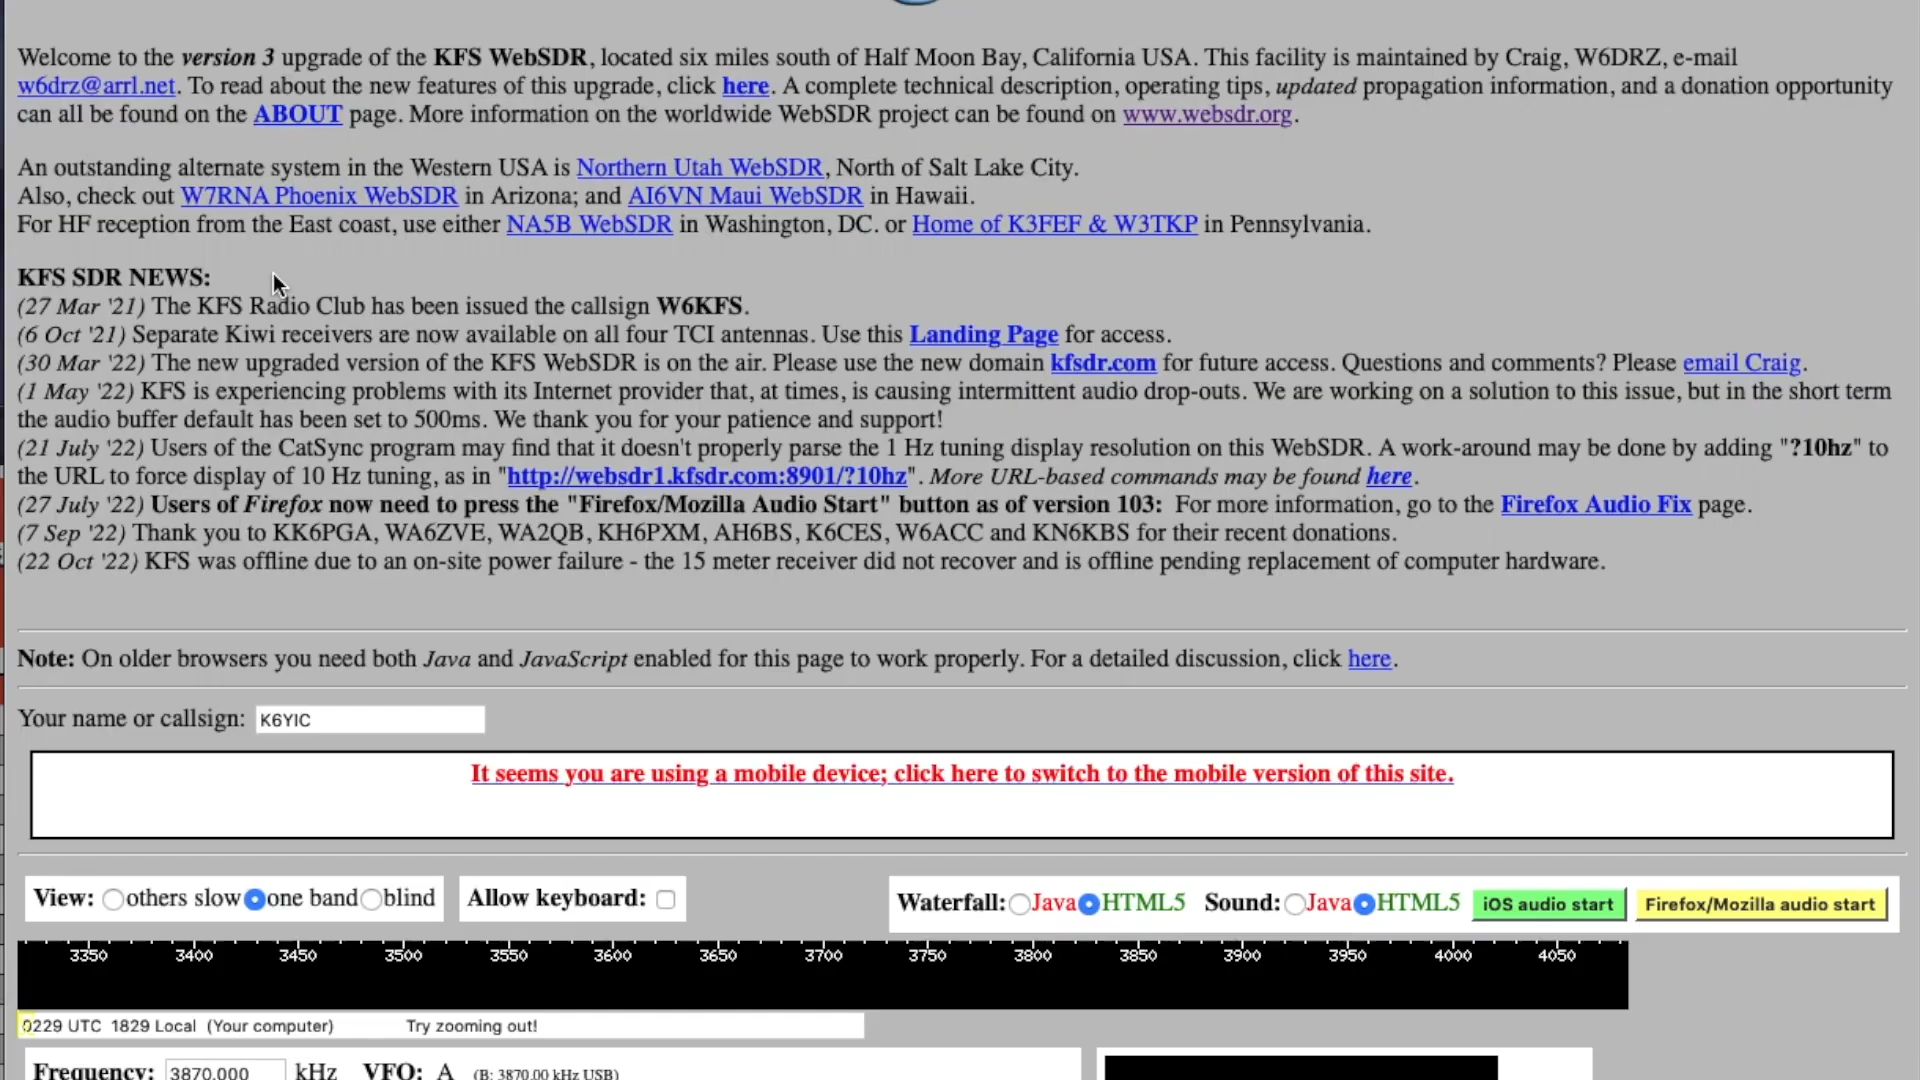 Welcome to the version 3 upgrade of the KFS WebSDR, located six miles south of Half Moon Bay, California USA. This facility is maintained by Craig, W6DRZ, e-mail
w6drz@arrl.net. To read about the new features of this upgrade, click here. A complete technical description, operating tips, updated propagation information, and a donation opportunity
can all be found on the ABOUT page. More information on the worldwide WebSDR project can be found on www.websdr.org.
An outstanding alternate system in the Western USA is Northern Utah WebSDR, North of Salt Lake City.
Also, check out W7RNA Phoenix WebSDR in Arizona; and AI6VN Maui WebSDR in Hawaii.
For HF reception from the East coast, use either NA5B WebSDR in Washington, DC. or Home of K3FEF & W3TKP in Pennsylvania.
KFS SDR NEWS:
(27 Mar '21) The KFS Radio Club has been issued the callsign W6KFS.
(6 Oct '21) Separate Kiwi receivers are now available on all four TCI antennas. Use this Landing Page for access.
(30 Mar '22) The new upgraded version of the KFS WebSDR is on the air. Please use the new domain kfsdr.com for future access. Questions and comments? Please email Craig.
(1 May '22) KFS is experiencing problems with its Internet provider that, at times, is causing intermittent audio drop-outs. We are working on a solution to this issue, but in the short term
the audio buffer default has been set to 500ms. We thank you for your patience and support!
(21 July '22) Users of the CatSync program may find that it doesn't properly parse the 1 Hz tuning display resolution on this WebSDR. A work-around may be done by adding "?10hz" to
the URL to force display of 10 Hz tuning, as in "http://websdr1.kfsdr.com:8901/?10hz". More URL-based commands may be found here.
(27 July '22) Users of Firefox now need to press the "Firefox/Mozilla Audio Start" button as of version 103: For more information, go to the Firefox Audio Fix page.
(7 Sep '22) Thank you to KK6PGA, WA6ZVE, WA2QB, KH6PXM, AH6BS, K6CES, W6ACC and KN6KBS for their recent donations.
(22 Oct '22) KFS was offline due to an on-site power failure - the 15 meter receiver did not recover and is offline pending replacement of computer hardware.
Note: On older browsers you need both Java and JavaScript enabled for this page to work properly. For a detailed discussion, click here.
Your name or callsign: K6YIC
It seems you are using a mobile device; click here to switch to the mobile version of this site.
View: others slow one band blind Allow keyboard: Waterfall: Java HTML5 Sound: Java HTML5 iOS audio start Firefox/Mozilla audio start
3350 3400 3450 3500 3550 3600 3650 3700 3750 3800 3850 3900 3950 4000 4050
0229 UTC 1829 Local (Your computer) Try zooming out!
Frequency: 3870.000 kHz VFO: A (B: 3870.00 kHz USB)